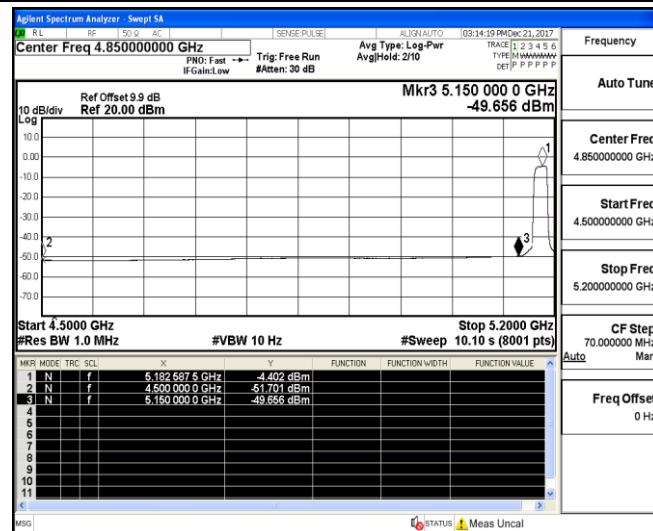 Agilent Spectrum Analyzer - Swept SA
RL RF 50 Ω AC SENSE:PULSE ALIGN AUTO 03:14:19 PM Dec 21, 2017
Center Freq 4.850000000 GHz
PNO: Fast
IFGain:Low
Trig: Free Run
#Atten: 30 dB
Avg Type: Log-Pwr
Avg|Hold: 2/10
TRACE 1 2 3 4 5 6
TYPE M WWWWW
DET P P P P P P
Mkr3 5.150 000 0 GHz
-49.656 dBm
Ref Offset 9.9 dB
10 dB/div Ref 20.00 dBm
Log
10.0
0.00
-10.0
-20.0
-30.0
-40.0
-50.0
-60.0
-70.0
1
2
3
Start 4.5000 GHz Stop 5.2000 GHz
#Res BW 1.0 MHz #VBW 10 Hz #Sweep 10.10 s (8001 pts)
MKR MODE TRC SCL X Y FUNCTION FUNCTION WIDTH FUNCTION VALUE
1 N f 5.182 587 5 GHz -4.402 dBm
2 N f 4.500 000 0 GHz -51.701 dBm
3 N f 5.150 000 0 GHz -49.656 dBm
4
5
6
7
8
9
10
11
MSG STATUS Meas Uncal
Frequency
Auto Tune
Center Freq
4.850000000 GHz
Start Freq
4.500000000 GHz
Stop Freq
5.200000000 GHz
CF Step
70.000000 MHz
Auto Man
Freq Offset
0 Hz